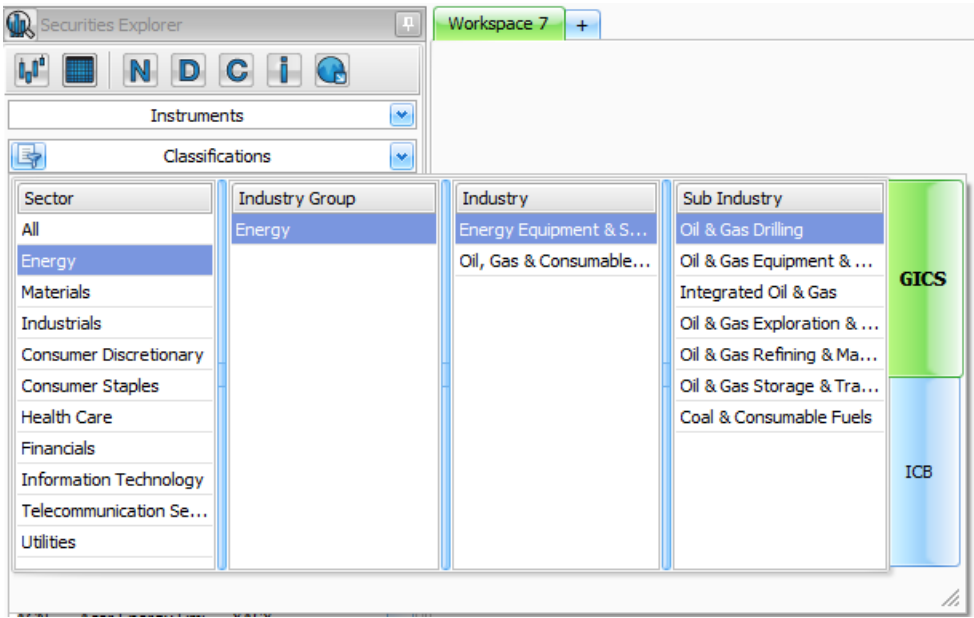 Securities Explorer
Workspace 7 +
N D C i
Instruments
Classifications
Sector
All
Energy
Materials
Industrials
Consumer Discretionary
Consumer Staples
Health Care
Financials
Information Technology
Telecommunication Se...
Utilities
Industry Group
Energy
Industry
Energy Equipment & S...
Oil, Gas & Consumable...
Sub Industry
Oil & Gas Drilling
Oil & Gas Equipment & ...
Integrated Oil & Gas
Oil & Gas Exploration & ...
Oil & Gas Refining & Ma...
Oil & Gas Storage & Tra...
Coal & Consumable Fuels
GICS
ICB